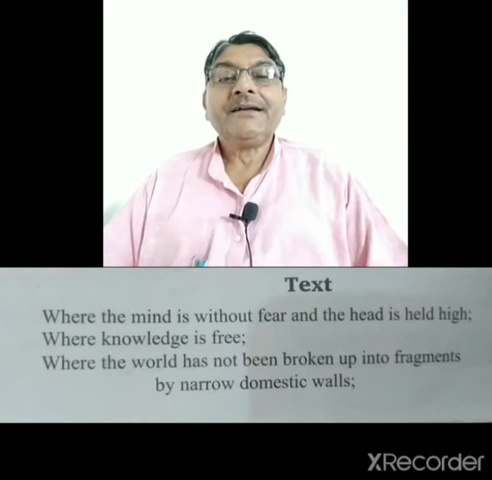 Text
Where the mind is without fear and the head is held high;
Where knowledge is free;
Where the world has not been broken up into fragments
by narrow domestic walls;
XRecorder